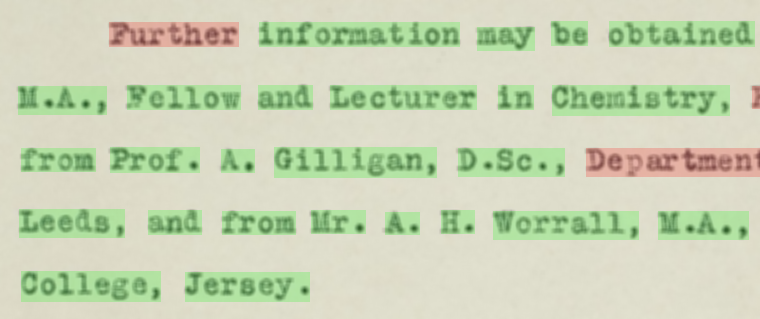 Further information may be obtained
M.A., Fellow and Lecturer in Chemistry,
from Prof. A. Gilligan, D.Sc., Department
Leeds, and from Mr. A. H. Worrall, M.A.,
College, Jersey.